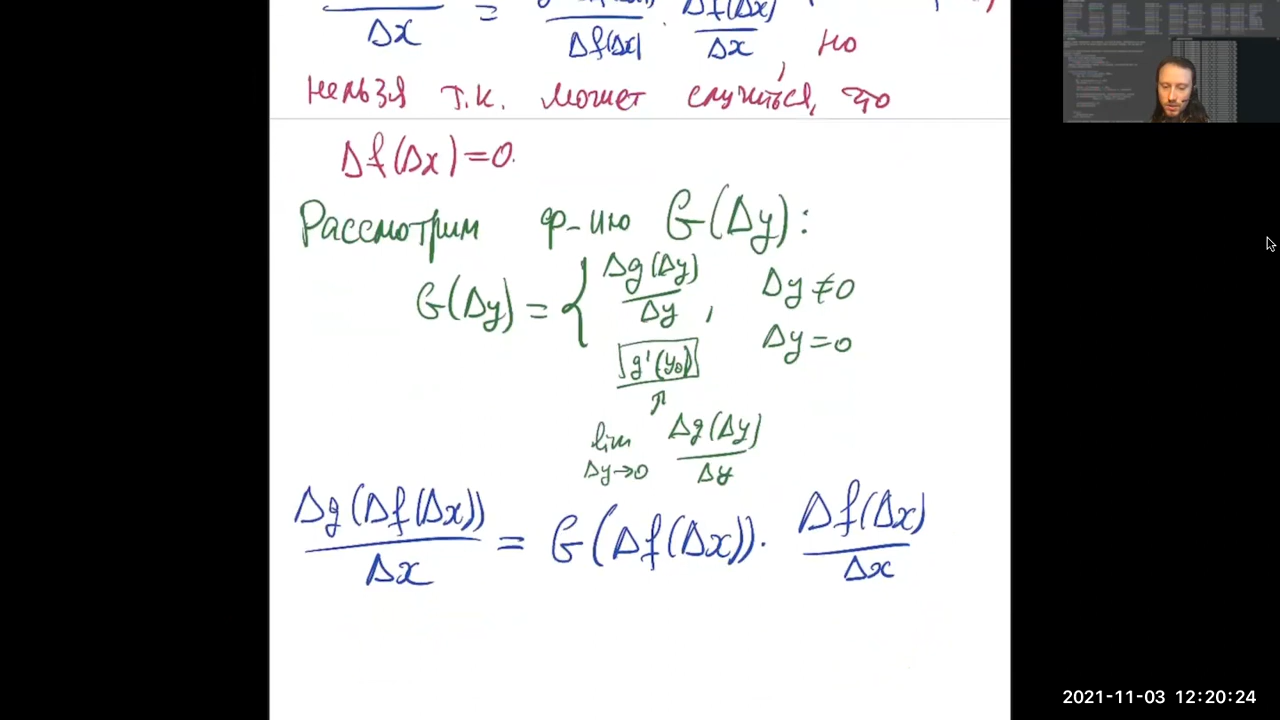 Δx = Δf(Δx) · Δf(Δx) / Δx , но
нельзя т.к. может случиться, что
Δf(Δx) = 0.
Рассмотрим ф-ию G(Δy):
G(Δy) = { Δg(Δy) / Δy , Δy ≠ 0
g'(y₀) Δy = 0
↑
lim Δy→0 Δg(Δy) / Δy
Δg(Δf(Δx)) / Δx = G(Δf(Δx)) · Δf(Δx) / Δx
2021-11-03 12:20:24